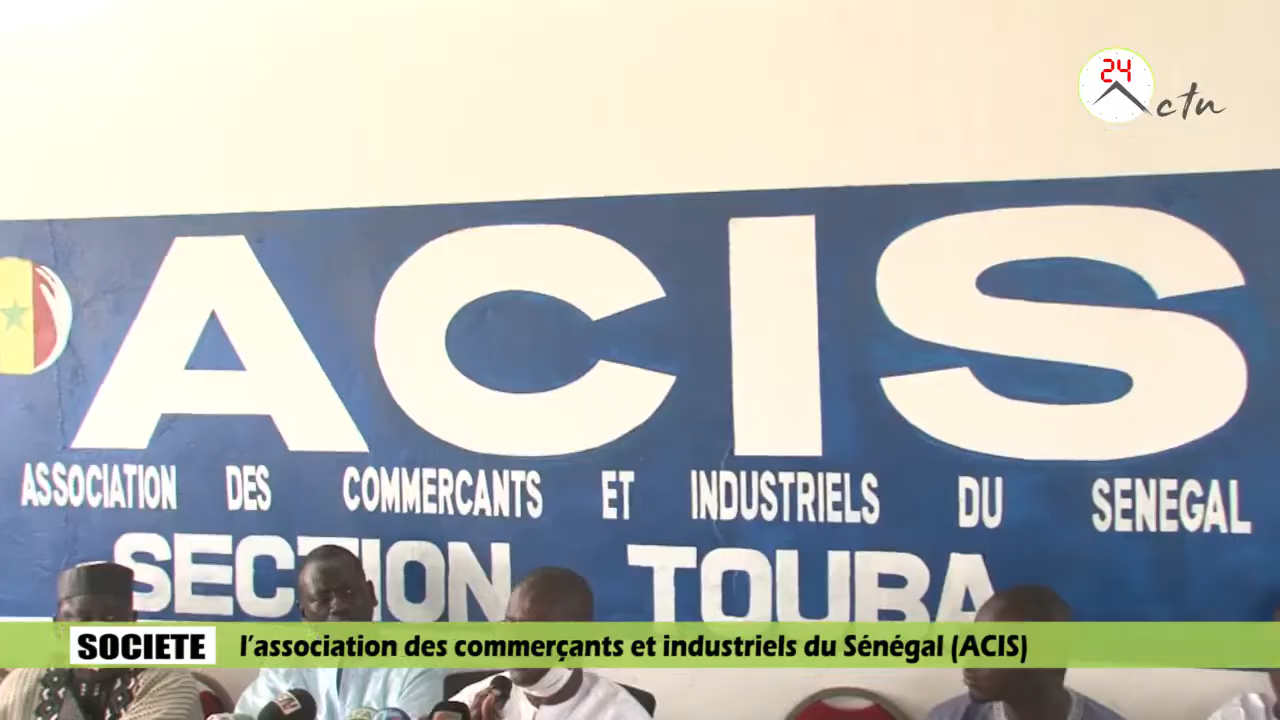 24
Actu
ACIS
ASSOCIATION DES COMMERCANTS ET INDUSTRIELS DU SENEGAL
SECTION TOUBA
SOCIETE l'association des commerçants et industriels du Sénégal (ACIS)